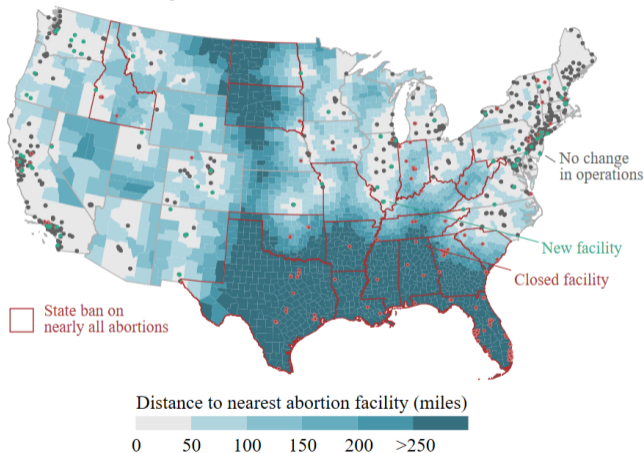 No change
in operations
New facility
Closed facility
State ban on
nearly all abortions
Distance to nearest abortion facility (miles)
0 50 100 150 200 >250